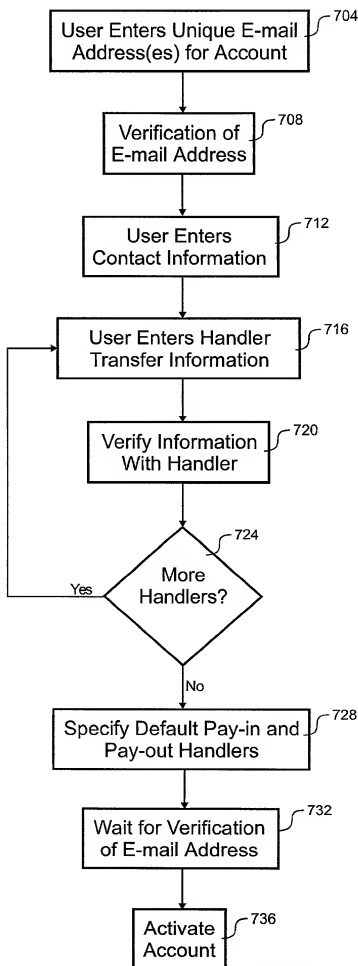 User Enters Unique E-mail
Address(es) for Account
704
Verification of
E-mail Address
708
User Enters
Contact Information
712
User Enters Handler
Transfer Information
716
Verify Information
With Handler
720
More
Handlers?
724
Yes
No
Specify Default Pay-in and
Pay-out Handlers
728
Wait for Verification
of E-mail Address
732
Activate
Account
736